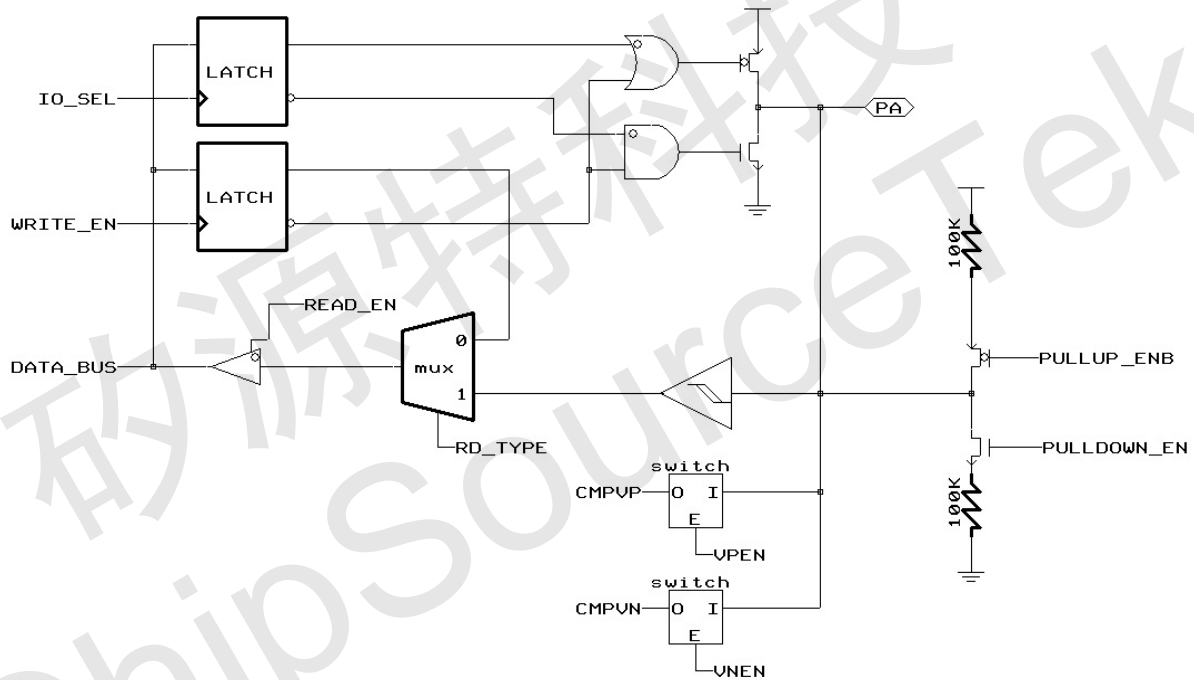 LATCH
IO_SEL
PA
LATCH
WRITE_EN
100K
READ_EN
0
DATA_BUS
mux
PULLUP_ENB
1
RD_TYPE
PULLDOWN_EN
switch
CMPVP O I
100K
E
VPEN
switch
CMPVN O I
E
VNEN
矽源特科技
ChipSourceTek